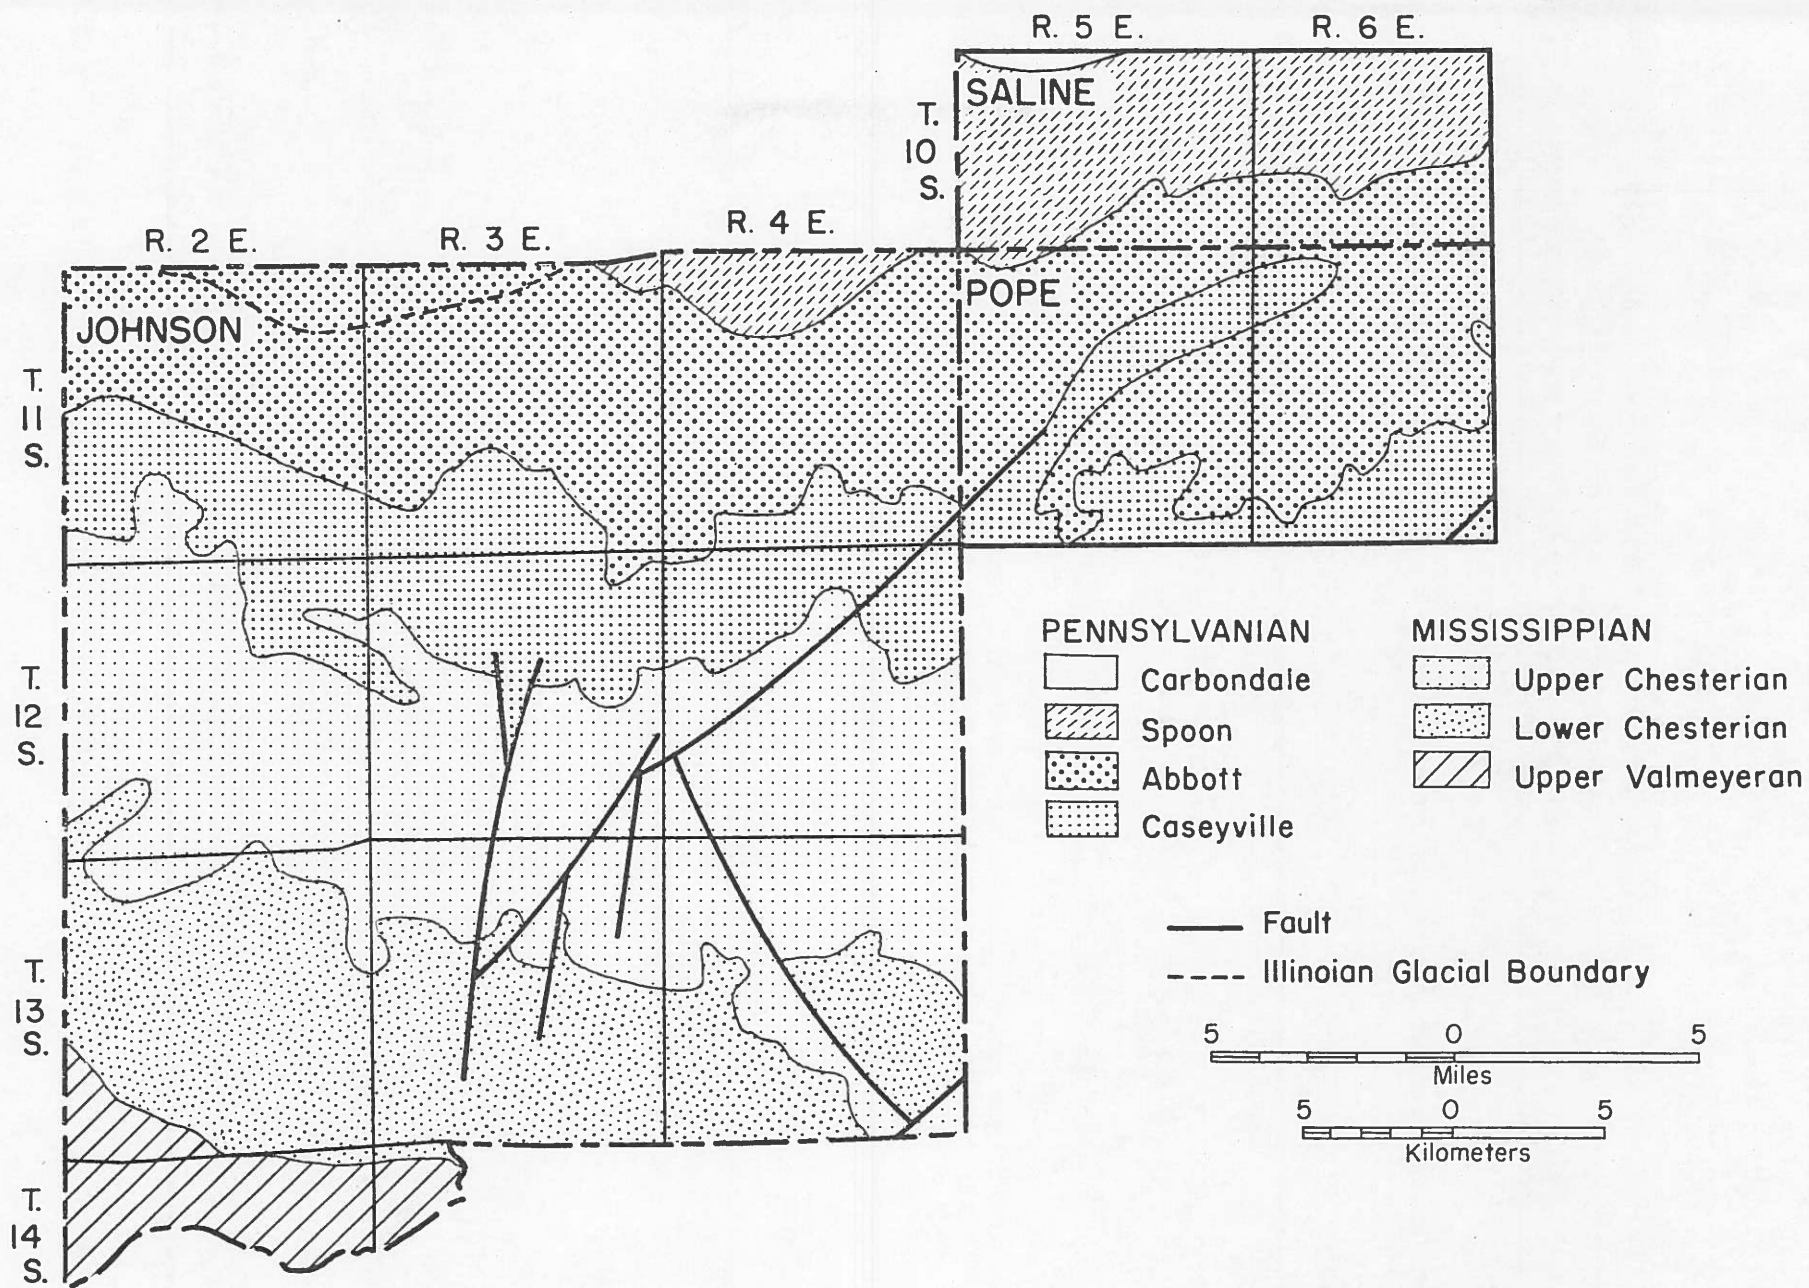 R. 5 E. R. 6 E.
SALINE
T.
10
S.
R. 2 E. R. 3 E. R. 4 E.
POPE
JOHNSON
T.
11
S.
T.
12
S.
T.
13
S.
T.
14
S.
PENNSYLVANIAN
Carbondale
Spoon
Abbott
Caseyville
MISSISSIPPIAN
Upper Chesterian
Lower Chesterian
Upper Valmeyeran
Fault
Illinoian Glacial Boundary
5 0 5
Miles
5 0 5
Kilometers